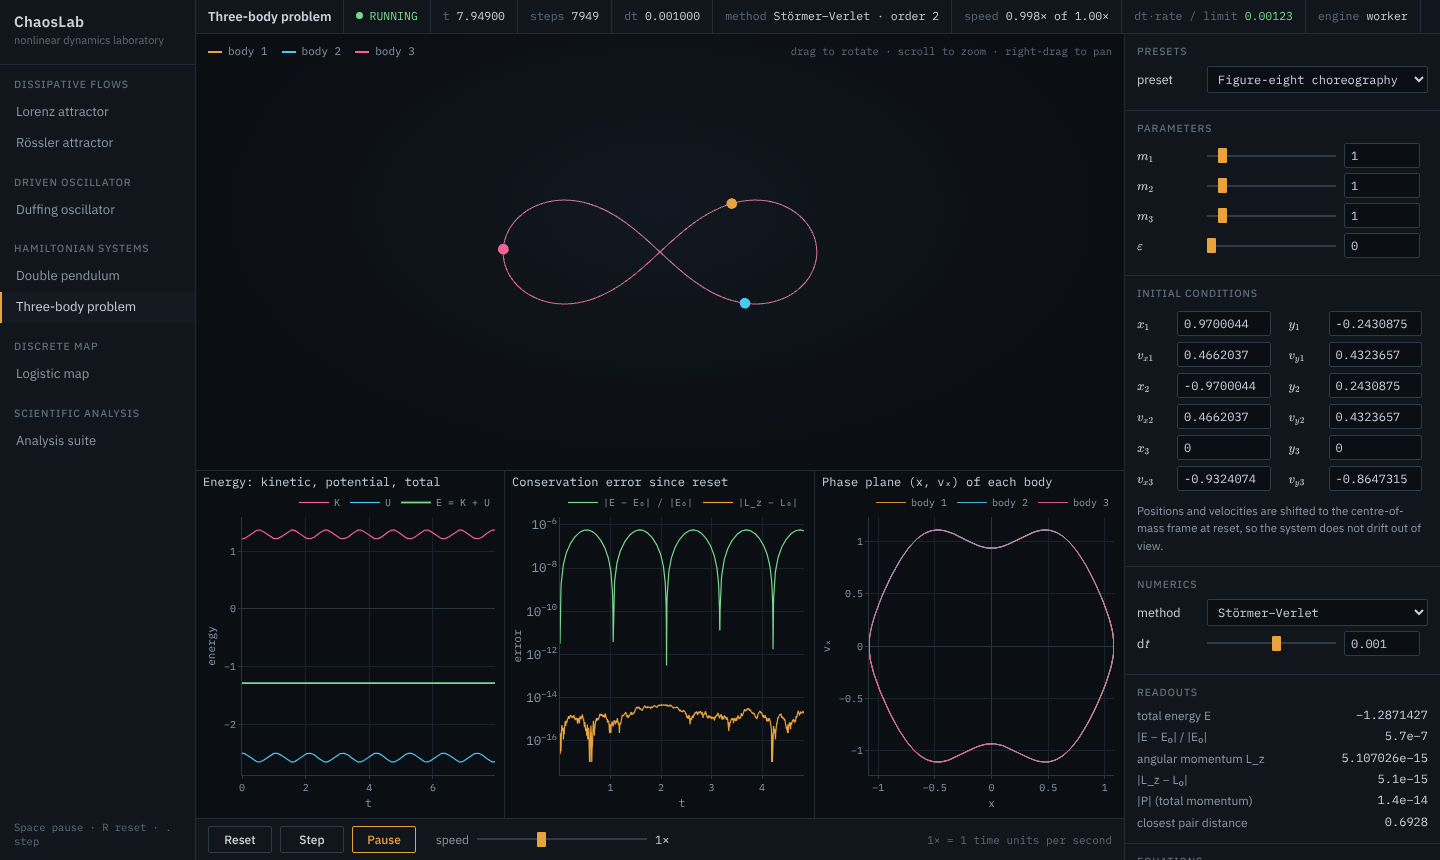 ChaosLab
nonlinear dynamics laboratory
DISSIPATIVE FLOWS
Lorenz attractor
Rössler attractor
DRIVEN OSCILLATOR
Duffing oscillator
HAMILTONIAN SYSTEMS
Double pendulum
Three-body problem
DISCRETE MAP
Logistic map
SCIENTIFIC ANALYSIS
Analysis suite
Space pause · R reset · .
step
Three-body problem RUNNING t 7.94900 steps 7949 dt 0.001000 method Störmer–Verlet · order 2 speed 0.998× of 1.00× dt·rate / limit 0.00123 engine worker
body 1 body 2 body 3 drag to rotate · scroll to zoom · right-drag to pan
Energy: kinetic, potential, total
K U E = K + U
1
0
−1
−2
energy
0 2 4 6
t
Conservation error since reset
|E − E₀| / |E₀| |L_z − L₀|
10⁻⁶
10⁻⁸
10⁻¹⁰
10⁻¹²
10⁻¹⁴
10⁻¹⁶
error
1 2 3 4
t
Phase plane (x, vₓ) of each body
body 1 body 2 body 3
1
0.5
0
−0.5
−1
vₓ
−1 −0.5 0 0.5 1
x
Reset Step Pause speed 1× 1× = 1 time units per second
PRESETS
preset Figure-eight choreography
PARAMETERS
m₁ 1
m₂ 1
m₃ 1
ε 0
INITIAL CONDITIONS
x₁ 0.9700044 y₁ -0.2430875
vₓ₁ 0.4662037 v_y1 0.4323657
x₂ -0.9700044 y₂ 0.2430875
vₓ₂ 0.4662037 v_y2 0.4323657
x₃ 0 y₃ 0
vₓ₃ -0.9324074 v_y3 -0.8647315
Positions and velocities are shifted to the centre-of-
mass frame at reset, so the system does not drift out of
view.
NUMERICS
method Störmer–Verlet
dt 0.001
READOUTS
total energy E −1.2871427
|E − E₀| / |E₀| 5.7e−7
angular momentum L_z 5.107026e−15
|L_z − L₀| 5.1e−15
|P| (total momentum) 1.4e−14
closest pair distance 0.6928
EQUATIONS